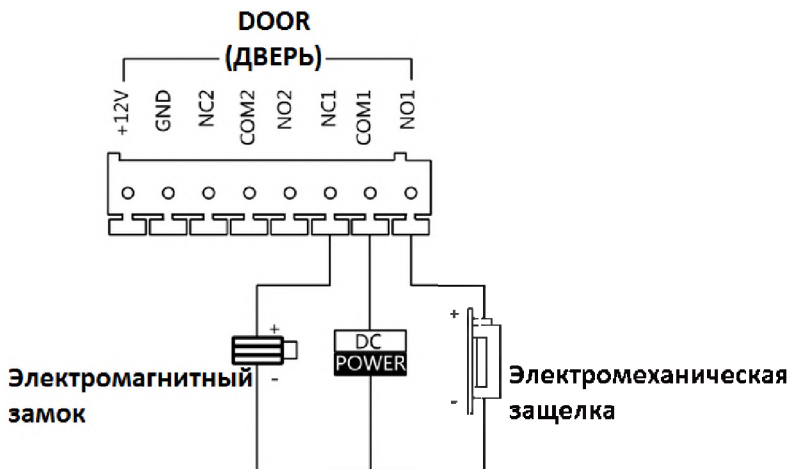 DOOR
(ДВЕРЬ)
+12V GND NC2 COM2 NO2 NC1 COM1 NO1
+
-
DC
POWER
+
-
Электромагнитный
замок
Электромеханическая
защелка